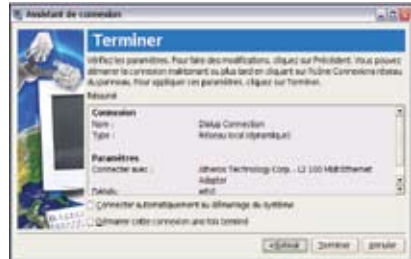 Assistant de connexion
Terminer
Vérifiez les paramètres. Pour faire des modifications, cliquez sur Précédent. Vous pouvez
démarrer la connexion maintenant ou plus tard en cliquant sur l'icône Connexions réseau
du panneau. Pour appliquer ces paramètres, cliquez sur Terminer.
Résumé
Connexion
Nom : Dialup Connection
Type : Réseau local (dynamique)
Paramètres
Connecter avec : Atheros Technology Corp. - L2 100 Mbit Ethernet
Adapter
Détails: eth0
Connecter automatiquement au démarrage du système
Démarrer cette connexion une fois terminé
Terminer
Annuler